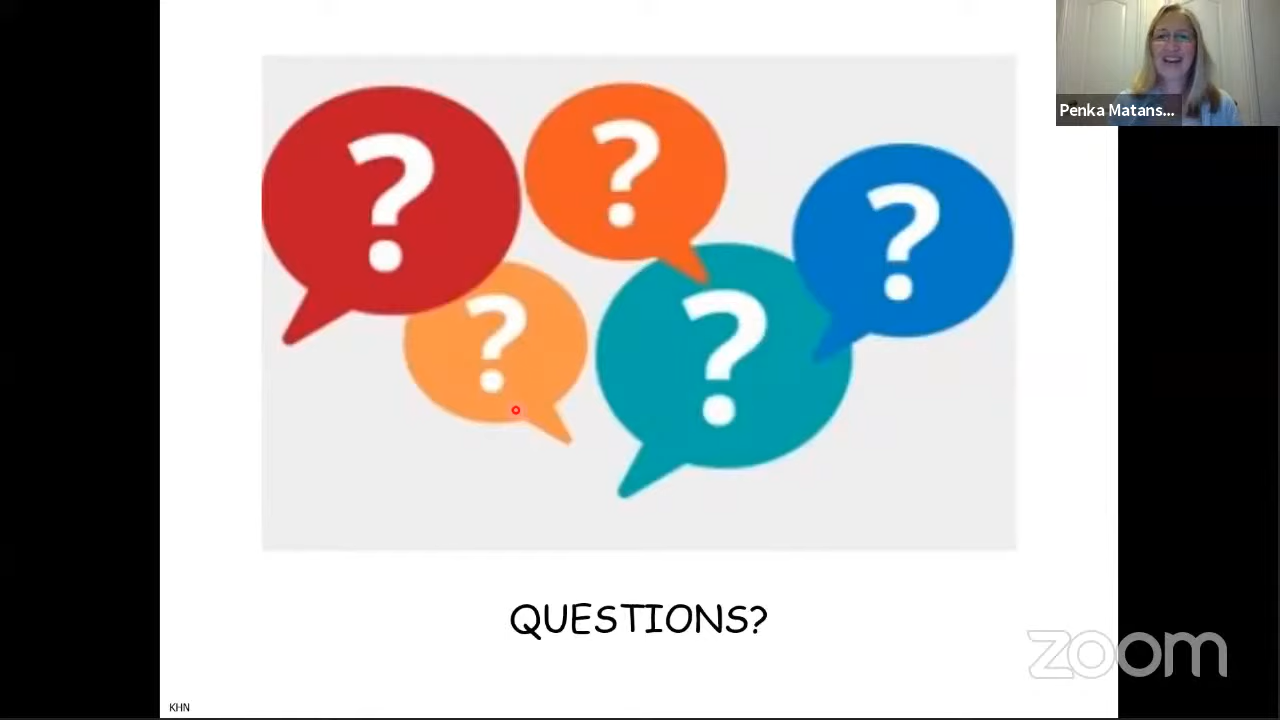 Penka Matans...
? ? ? ? ?
QUESTIONS?
zoom
KHN